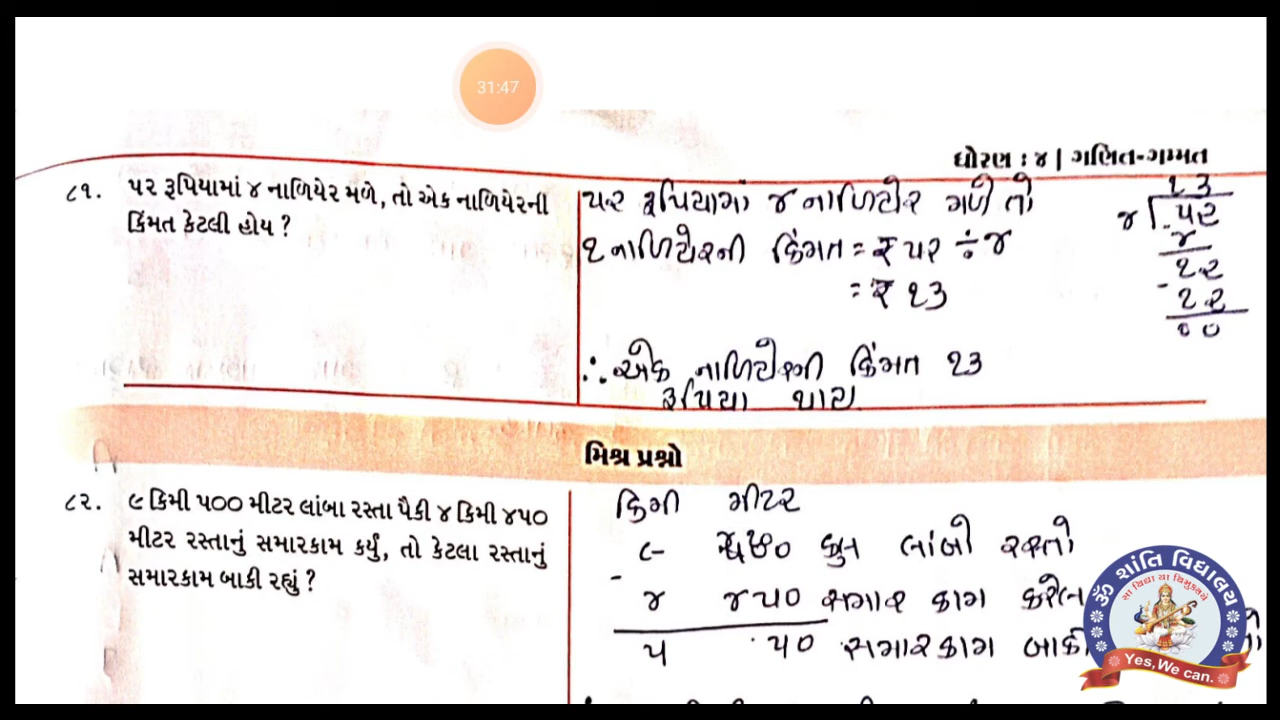 31:47
ધોરણ : ૪ | ગણિત-ગમ્મત
૮૧. ૫૨ રૂપિયામાં ૪ નાળિયેર મળે, તો એક નાળિયેરની
કિંમત કેટલી હોય ?
૫૨ રૂપિયામાં ૪ નાળિયેર મળે તો
૧ નાળિયેરની કિંમત = ₹ ૫૨ ÷ ૪
= ₹ ૧૩
∴ એક નાળિયેરની કિંમત ૧૩
રૂપિયા થાય
૧૩
૪ ૫૨
- ૪
૧૨
- ૧૨
૦૦
મિશ્ર પ્રશ્નો
૮૨. ૯ કિમી ૫૦૦ મીટર લાંબા રસ્તા પૈકી ૪ કિમી ૪૫૦
મીટર રસ્તાનું સમારકામ કર્યું, તો કેટલા રસ્તાનું
સમારકામ બાકી રહ્યું ?
કિમી મીટર
૯ કુલ લાંબો રસ્તો
- ૪ ૪૫૦ સમારકામ કરેલ
૫ ૫૦ સમારકામ બાકી
ૐ શાંતિ વિદ્યાલય
सा विद्या या विमुक्तये
Yes, We can.